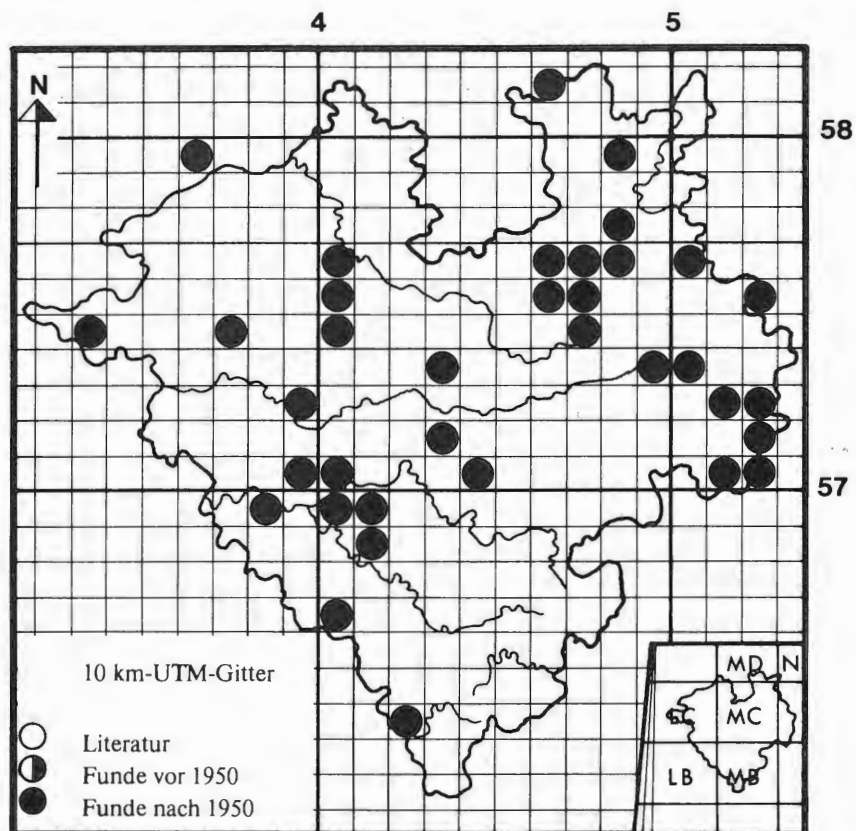 4 5
N
58
57
10 km-UTM-Gitter
Literatur
Funde vor 1950
Funde nach 1950
MD N
MC
LB MB